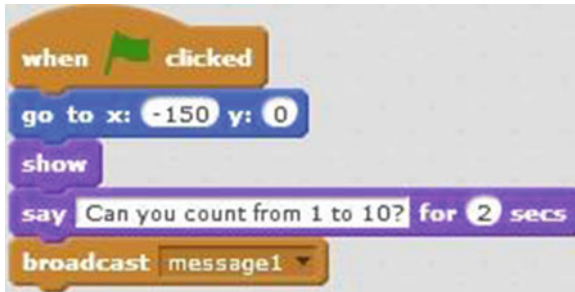 when clicked
go to x: -150 y: 0
show
say Can you count from 1 to 10? for 2 secs
broadcast message1